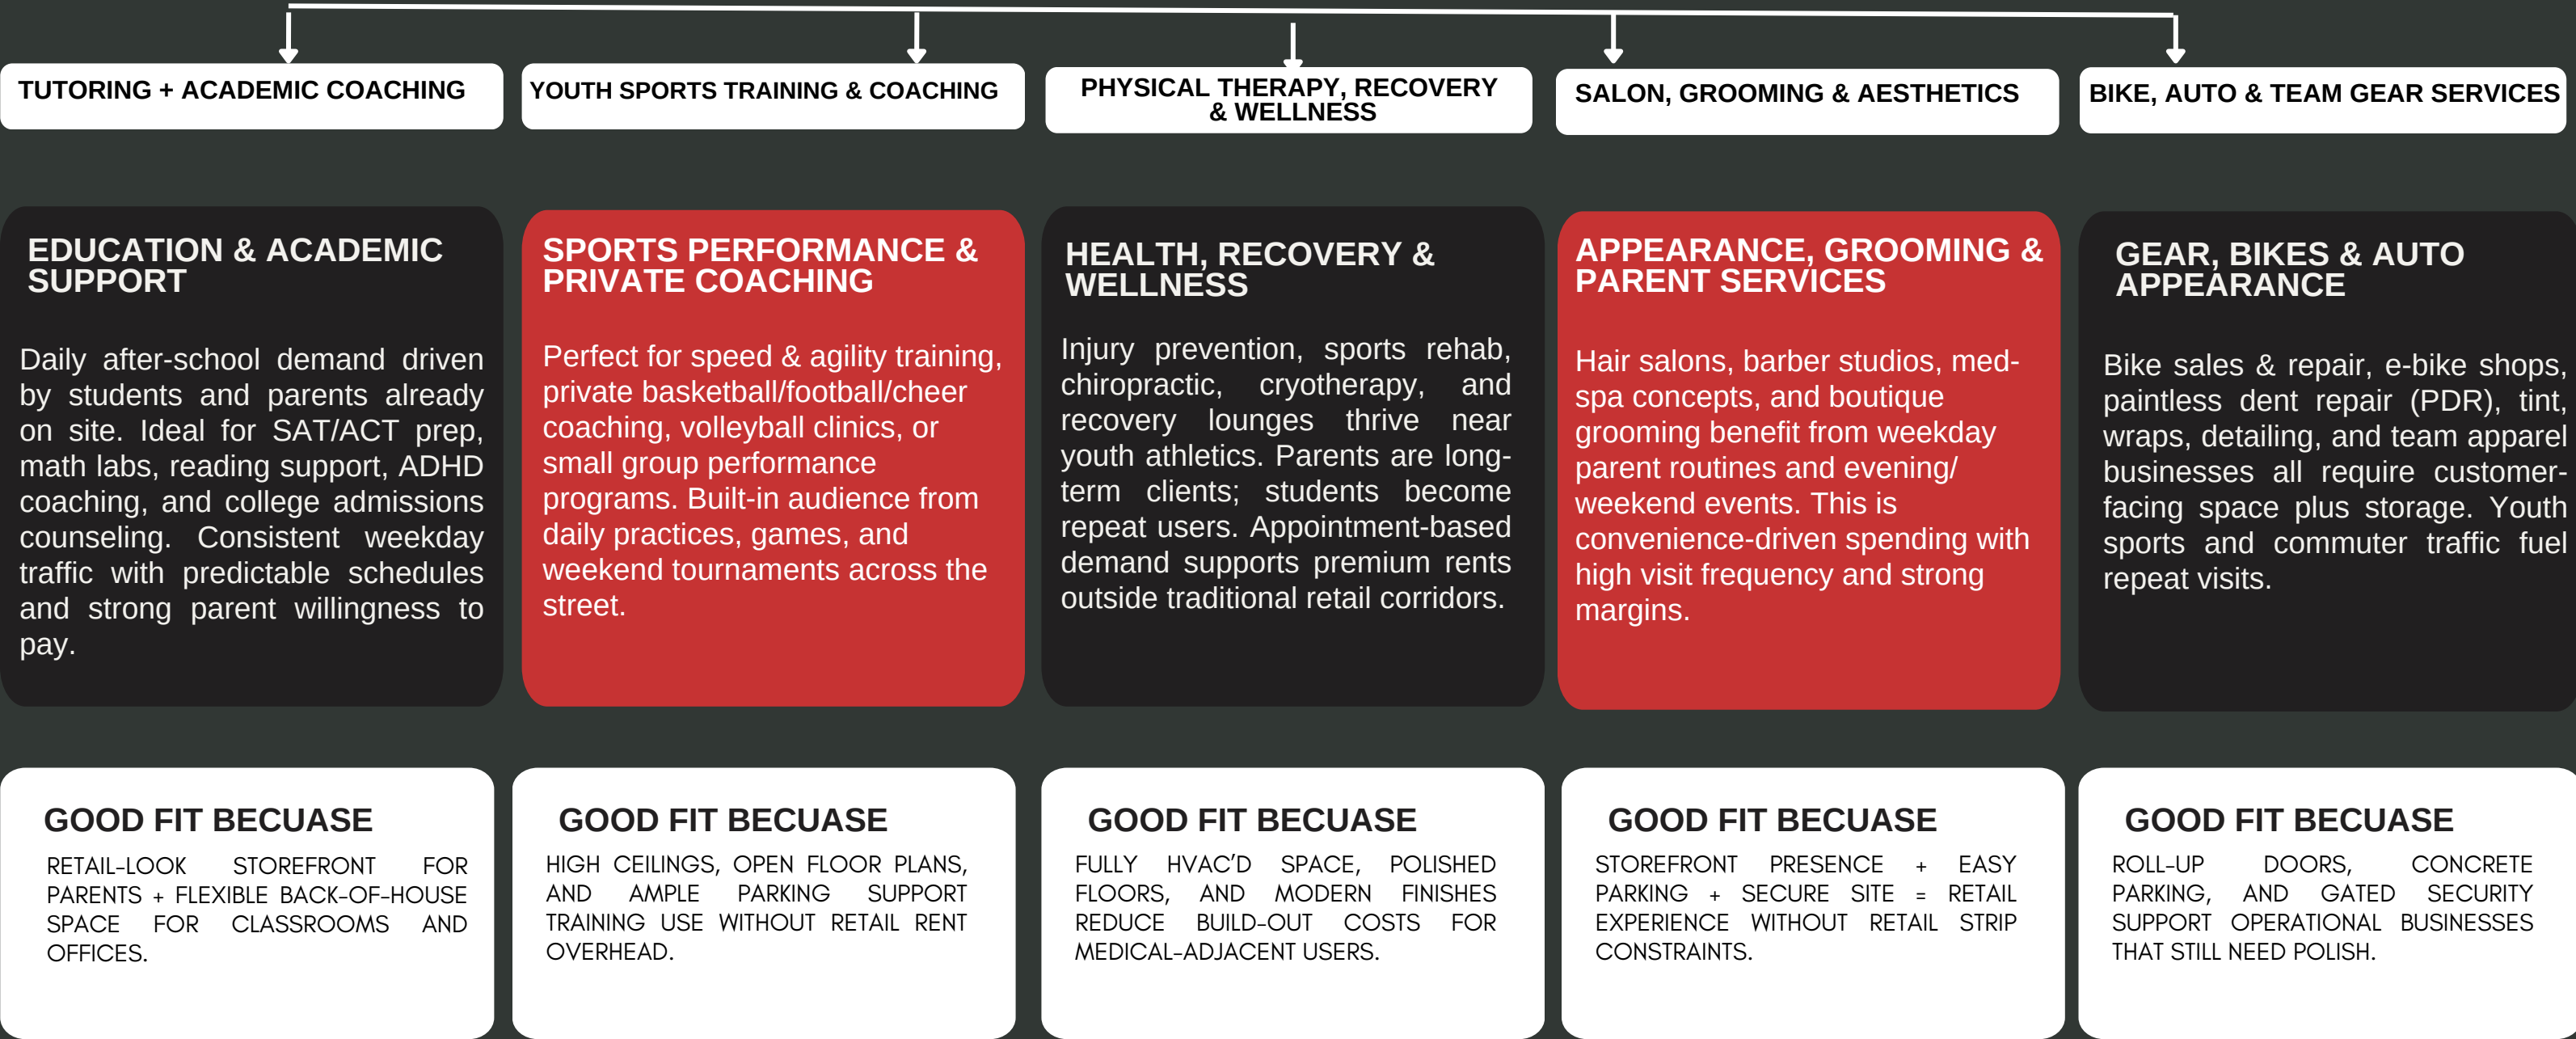 TUTORING + ACADEMIC COACHING
YOUTH SPORTS TRAINING & COACHING
PHYSICAL THERAPY, RECOVERY
& WELLNESS
SALON, GROOMING & AESTHETICS
BIKE, AUTO & TEAM GEAR SERVICES
EDUCATION & ACADEMIC
SUPPORT
Daily after-school demand driven
by students and parents already
on site. Ideal for SAT/ACT prep,
math labs, reading support, ADHD
coaching, and college admissions
counseling. Consistent weekday
traffic with predictable schedules
and strong parent willingness to
pay.
SPORTS PERFORMANCE &
PRIVATE COACHING
Perfect for speed & agility training,
private basketball/football/cheer
coaching, volleyball clinics, or
small group performance
programs. Built-in audience from
daily practices, games, and
weekend tournaments across the
street.
HEALTH, RECOVERY &
WELLNESS
Injury prevention, sports rehab,
chiropractic, cryotherapy, and
recovery lounges thrive near
youth athletics. Parents are long-
term clients; students become
repeat users. Appointment-based
demand supports premium rents
outside traditional retail corridors.
APPEARANCE, GROOMING &
PARENT SERVICES
Hair salons, barber studios, med-
spa concepts, and boutique
grooming benefit from weekday
parent routines and evening/
weekend events. This is
convenience-driven spending with
high visit frequency and strong
margins.
GEAR, BIKES & AUTO
APPEARANCE
Bike sales & repair, e-bike shops,
paintless dent repair (PDR), tint,
wraps, detailing, and team apparel
businesses all require customer-
facing space plus storage. Youth
sports and commuter traffic fuel
repeat visits.
GOOD FIT BECUASE
RETAIL-LOOK STOREFRONT FOR
PARENTS + FLEXIBLE BACK-OF-HOUSE
SPACE FOR CLASSROOMS AND
OFFICES.
GOOD FIT BECUASE
HIGH CEILINGS, OPEN FLOOR PLANS,
AND AMPLE PARKING SUPPORT
TRAINING USE WITHOUT RETAIL RENT
OVERHEAD.
GOOD FIT BECUASE
FULLY HVAC'D SPACE, POLISHED
FLOORS, AND MODERN FINISHES
REDUCE BUILD-OUT COSTS FOR
MEDICAL-ADJACENT USERS.
GOOD FIT BECUASE
STOREFRONT PRESENCE + EASY
PARKING + SECURE SITE = RETAIL
EXPERIENCE WITHOUT RETAIL STRIP
CONSTRAINTS.
GOOD FIT BECUASE
ROLL-UP DOORS, CONCRETE
PARKING, AND GATED SECURITY
SUPPORT OPERATIONAL BUSINESSES
THAT STILL NEED POLISH.